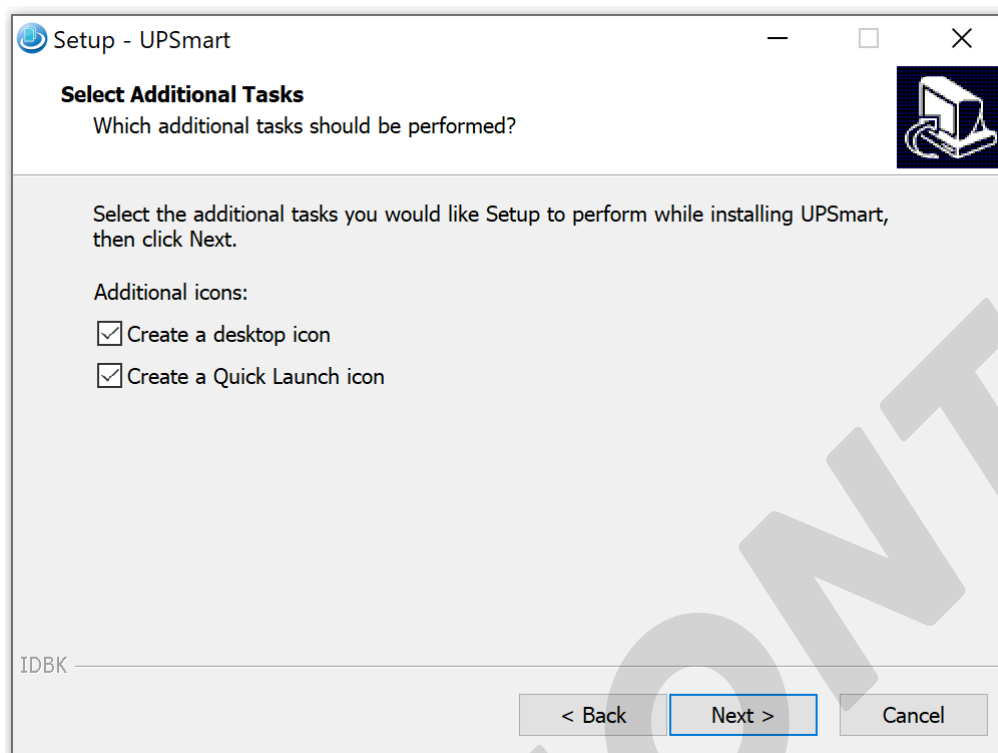 Setup - UPSmart
Select Additional Tasks
Which additional tasks should be performed?
Select the additional tasks you would like Setup to perform while installing UPSmart,
then click Next.
Additional icons:
Create a desktop icon
Create a Quick Launch icon
IDBK
< Back
Next >
Cancel
ONT